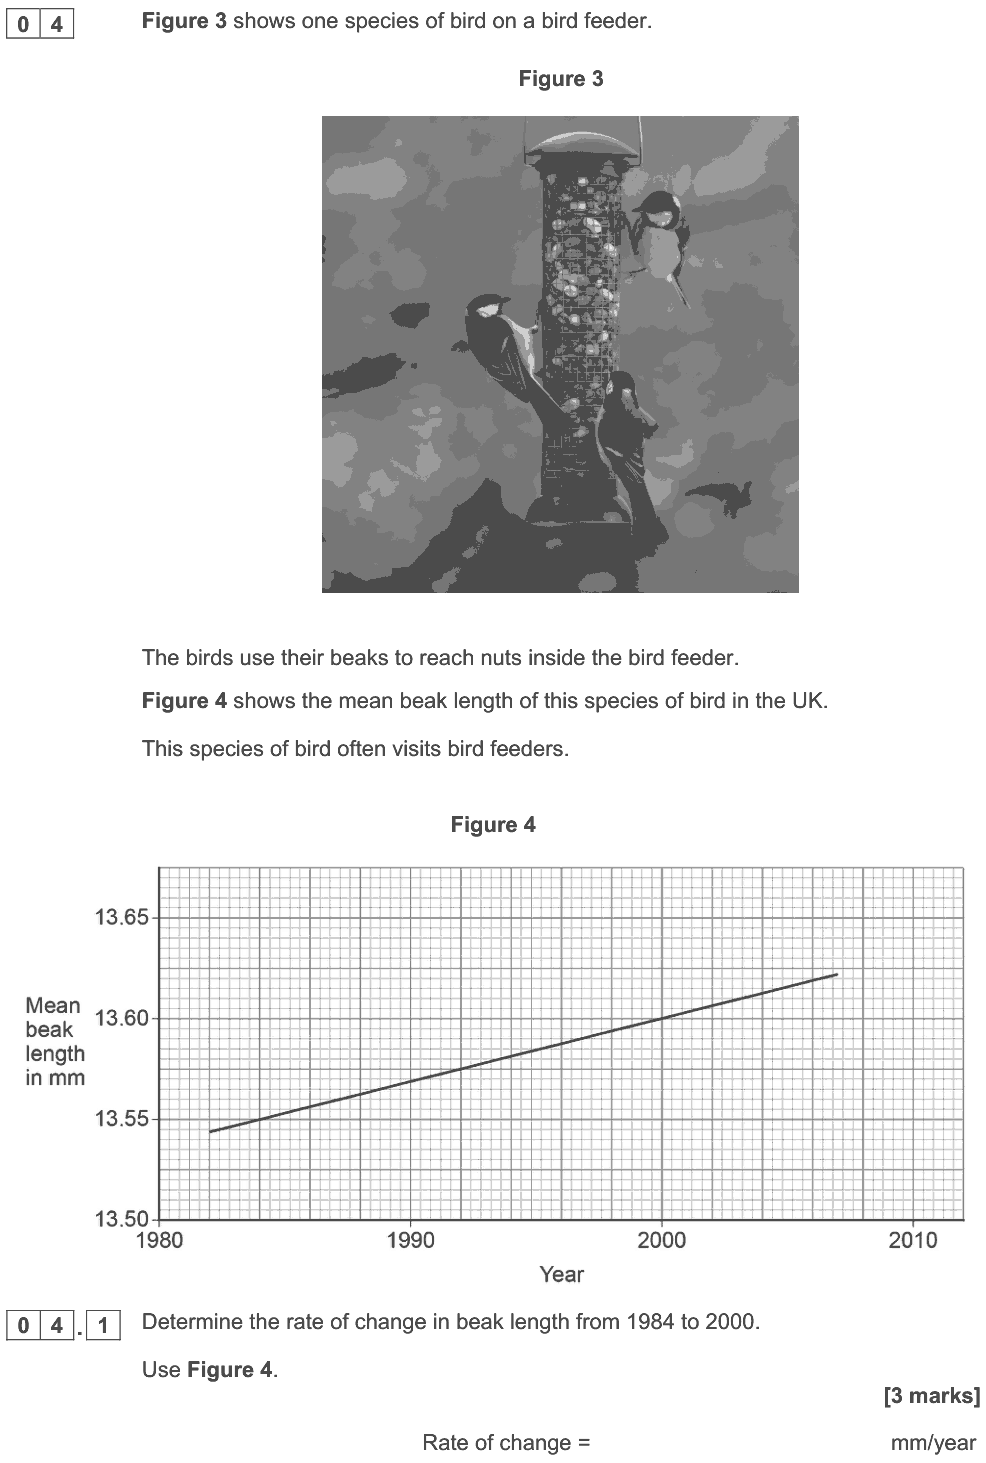 0 4 Figure 3 shows one species of bird on a bird feeder.
Figure 3
The birds use their beaks to reach nuts inside the bird feeder.
Figure 4 shows the mean beak length of this species of bird in the UK.
This species of bird often visits bird feeders.
Figure 4
13.65
Mean
beak
length
in mm
13.60
13.55
13.50
1980 1990 2000 2010
Year
0 4 . 1 Determine the rate of change in beak length from 1984 to 2000.
Use Figure 4.
[3 marks]
Rate of change = mm/year